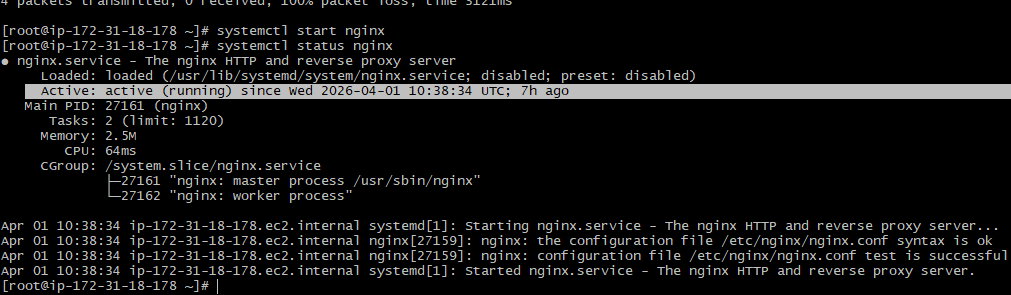 4 packets transmitted, 0 received, 100% packet loss, time 3121ms
[root@ip-172-31-18-178 ~]# systemctl start nginx
[root@ip-172-31-18-178 ~]# systemctl status nginx
● nginx.service - The nginx HTTP and reverse proxy server
     Loaded: loaded (/usr/lib/systemd/system/nginx.service; disabled; preset: disabled)
     Active: active (running) since Wed 2026-04-01 10:38:34 UTC; 7h ago
   Main PID: 27161 (nginx)
      Tasks: 2 (limit: 1120)
     Memory: 2.5M
        CPU: 64ms
     CGroup: /system.slice/nginx.service
             ├─27161 "nginx: master process /usr/sbin/nginx"
             └─27162 "nginx: worker process"
Apr 01 10:38:34 ip-172-31-18-178.ec2.internal systemd[1]: Starting nginx.service - The nginx HTTP and reverse proxy server...
Apr 01 10:38:34 ip-172-31-18-178.ec2.internal nginx[27159]: nginx: the configuration file /etc/nginx/nginx.conf syntax is ok
Apr 01 10:38:34 ip-172-31-18-178.ec2.internal nginx[27159]: nginx: configuration file /etc/nginx/nginx.conf test is successful
Apr 01 10:38:34 ip-172-31-18-178.ec2.internal systemd[1]: Started nginx.service - The nginx HTTP and reverse proxy server.
[root@ip-172-31-18-178 ~]#